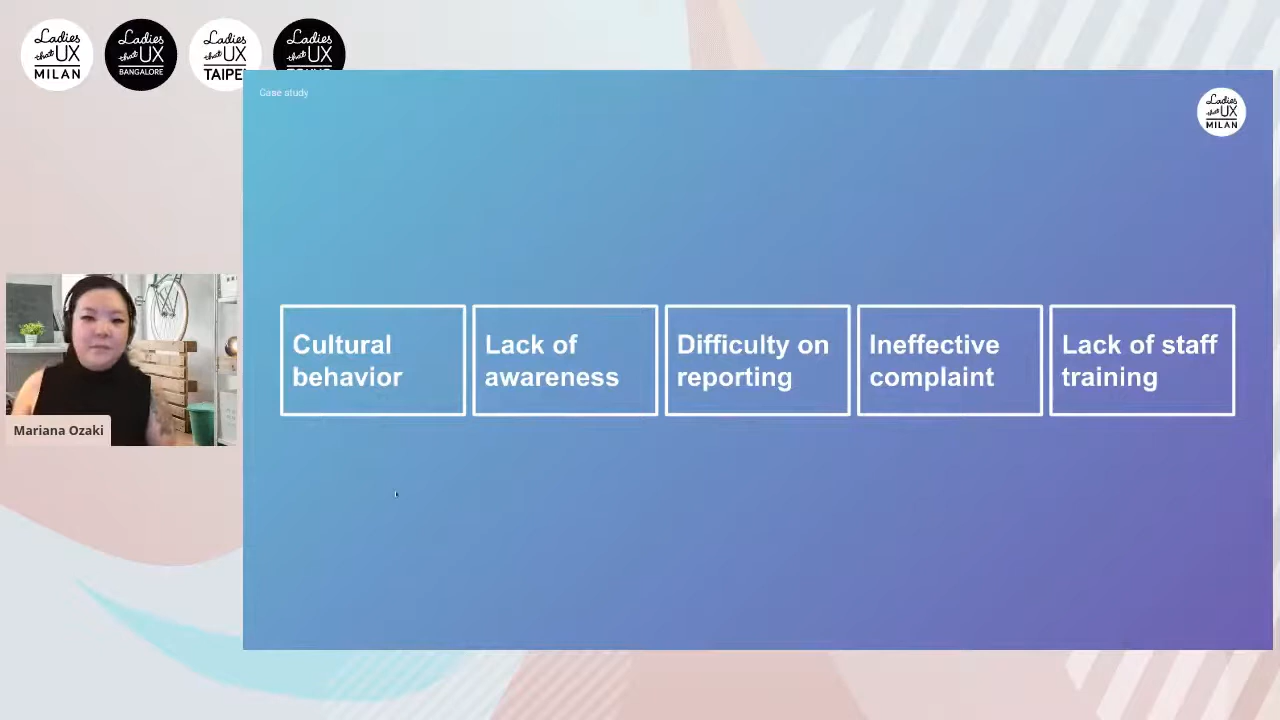 Ladies
that UX
MILAN
Ladies
that UX
BANGALORE
Ladies
that UX
TAIPEI
Ladies
that UX
Case study
Ladies
that UX
MILAN
Cultural
behavior
Lack of
awareness
Difficulty on
reporting
Ineffective
complaint
Lack of staff
training
Mariana Ozaki